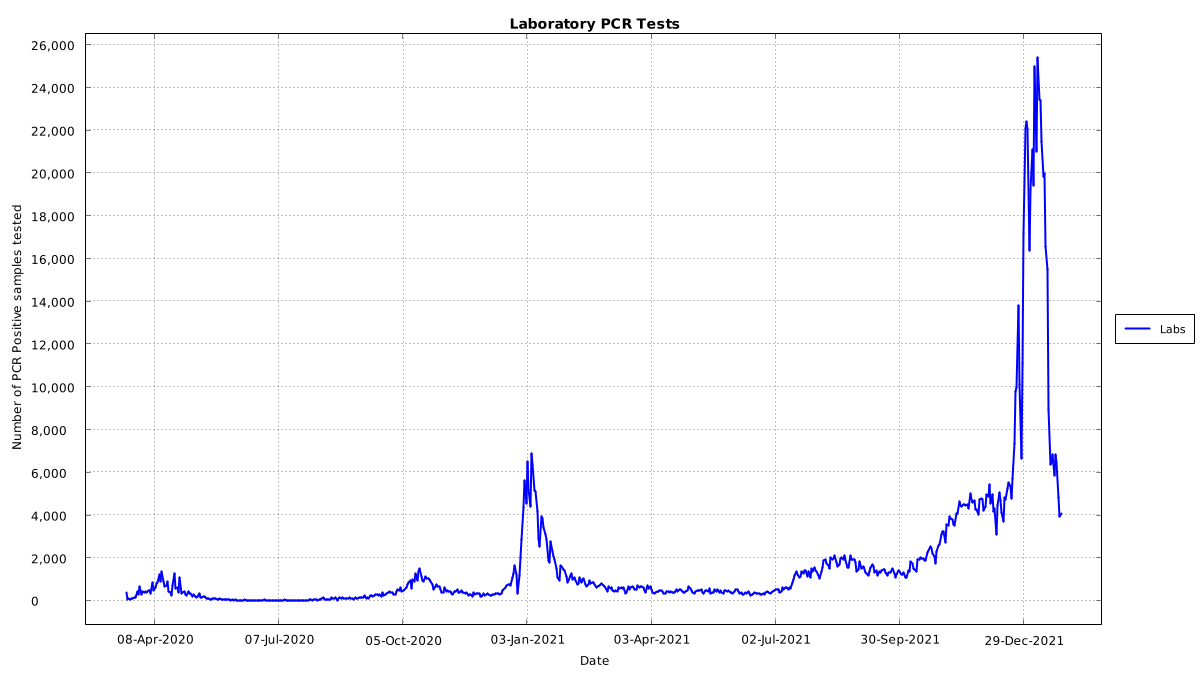 Laboratory PCR Tests
Number of PCR Positive samples tested
26,000
24,000
22,000
20,000
18,000
16,000
14,000
12,000
10,000
8,000
6,000
4,000
2,000
0
08-Apr-2020 07-Jul-2020 05-Oct-2020 03-Jan-2021 03-Apr-2021 02-Jul-2021 30-Sep-2021 29-Dec-2021
Date
Labs